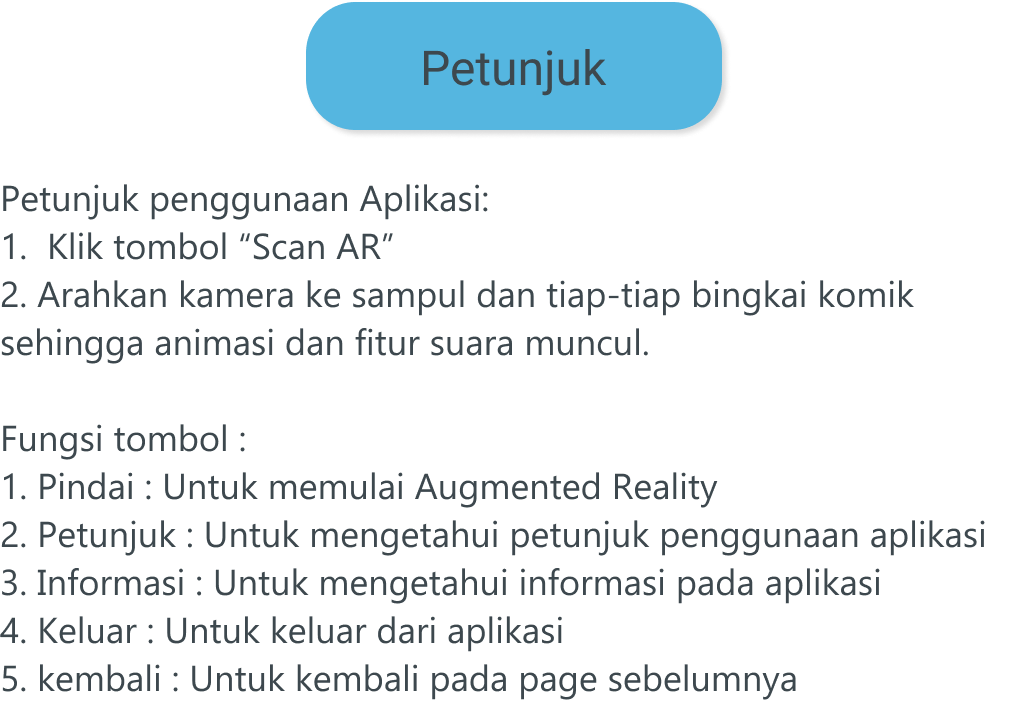 Petunjuk
Petunjuk penggunaan Aplikasi:
1.  Klik tombol “Scan AR”
2. Arahkan kamera ke sampul dan tiap-tiap bingkai komik
sehingga animasi dan fitur suara muncul.
Fungsi tombol :
1. Pindai : Untuk memulai Augmented Reality
2. Petunjuk : Untuk mengetahui petunjuk penggunaan aplikasi
3. Informasi : Untuk mengetahui informasi pada aplikasi
4. Keluar : Untuk keluar dari aplikasi
5. kembali : Untuk kembali pada page sebelumnya